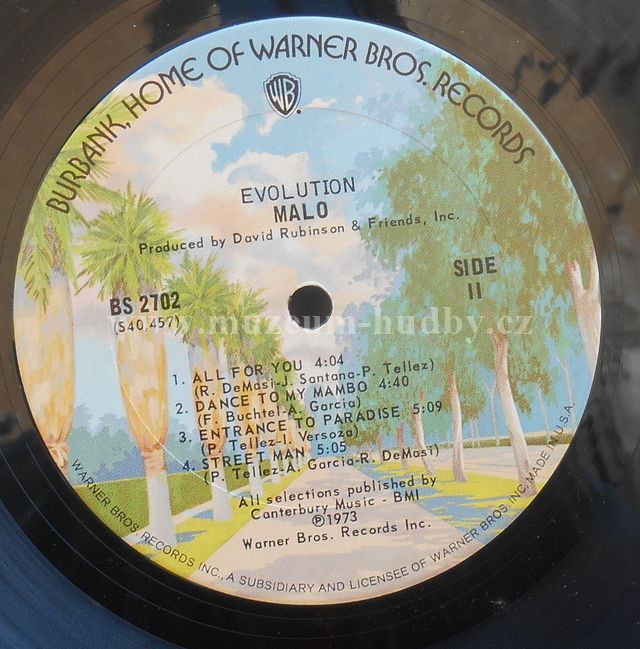 BURBANK, HOME OF WARNER BROS. RECORDS
WB
EVOLUTION
MALO
Produced by David Rubinson & Friends, Inc.
SIDE
II
BS 2702
(S40,457)
www.muzeum-hudby.cz
1. ALL FOR YOU 4:04
(R. DeMasi-J. Santana-P. Tellez)
2. DANCE TO MY MAMBO 4:40
(F. Buchtel-A. Garcia)
3. ENTRANCE TO PARADISE 5:09
(P. Tellez-I. Versoza)
4. STREET MAN 5:05
(P. Tellez-A. Garcia-R. DeMasi)
All selections published by
Canterbury Music - BMI
Ⓟ1973
Warner Bros. Records Inc.
WARNER BROS. RECORDS INC., A SUBSIDIARY AND LICENSEE OF WARNER BROS. INC. MADE IN U.S.A.